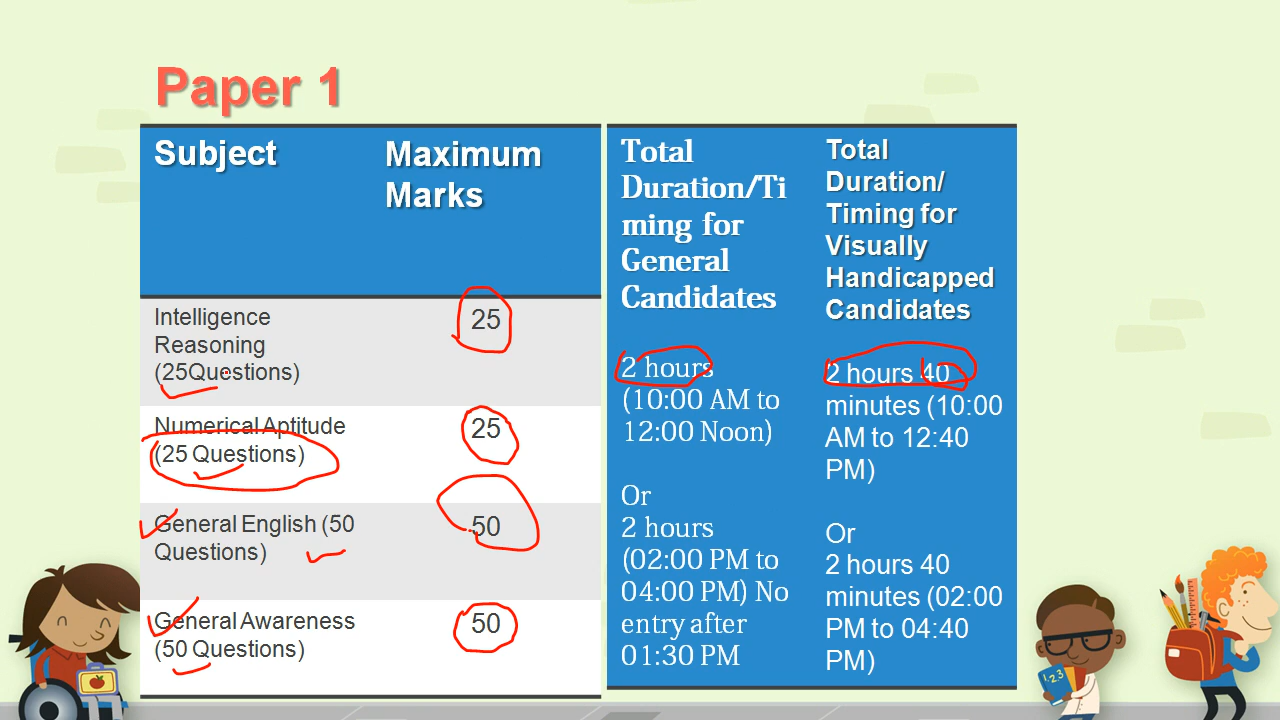 Paper 1
Subject
Maximum
Marks
Intelligence
Reasoning
(25Questions)
25
Numerical Aptitude
(25 Questions)
25
General English (50
Questions)
50
General Awareness
(50 Questions)
50
Total
Duration/Ti
ming for
General
Candidates
2 hours
(10:00 AM to
12:00 Noon)
Or
2 hours
(02:00 PM to
04:00 PM) No
entry after
01:30 PM
Total
Duration/
Timing for
Visually
Handicapped
Candidates
2 hours 40
minutes (10:00
AM to 12:40
PM)
Or
2 hours 40
minutes (02:00
PM to 04:40
PM)
1,2,3